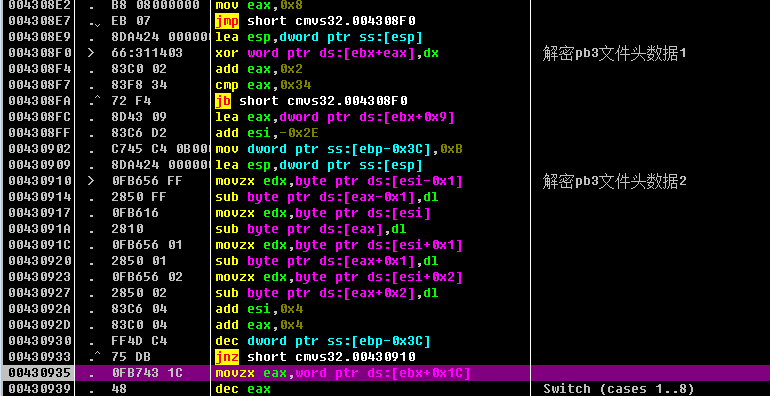 004308E2 . B8 08000000 mov eax,0x8
004308E7 .ˇ EB 07 jmp short cmvs32.004308F0
004308E9 . 8DA424 000000 lea esp,dword ptr ss:[esp]
004308F0 > 66:311403 xor word ptr ds:[ebx+eax],dx 解密pb3文件头数据1
004308F4 . 83C0 02 add eax,0x2
004308F7 . 83F8 34 cmp eax,0x34
004308FA .^ 72 F4 jb short cmvs32.004308F0
004308FC . 8D43 09 lea eax,dword ptr ds:[ebx+0x9]
004308FF . 83C6 D2 add esi,-0x2E
00430902 . C745 C4 0B00 mov dword ptr ss:[ebp-0x3C],0xB
00430909 . 8DA424 000000 lea esp,dword ptr ss:[esp]
00430910 > 0FB656 FF movzx edx,byte ptr ds:[esi-0x1] 解密pb3文件头数据2
00430914 . 2850 FF sub byte ptr ds:[eax-0x1],dl
00430917 . 0FB616 movzx edx,byte ptr ds:[esi]
0043091A . 2810 sub byte ptr ds:[eax],dl
0043091C . 0FB656 01 movzx edx,byte ptr ds:[esi+0x1]
00430920 . 2850 01 sub byte ptr ds:[eax+0x1],dl
00430923 . 0FB656 02 movzx edx,byte ptr ds:[esi+0x2]
00430927 . 2850 02 sub byte ptr ds:[eax+0x2],dl
0043092A . 83C6 04 add esi,0x4
0043092D . 83C0 04 add eax,0x4
00430930 . FF4D C4 dec dword ptr ss:[ebp-0x3C]
00430933 .^ 75 DB jnz short cmvs32.00430910
00430935 . 0FB743 1C movzx eax,word ptr ds:[ebx+0x1C]
00430939 . 48 dec eax Switch (cases 1..8)